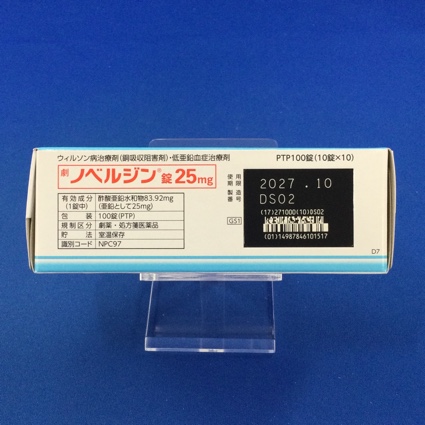 ウィルソン病治療剤(銅吸収阻害剤)・低亜鉛血症治療剤
PTP100錠(10錠×10)
劇 ノベルジン®錠25mg
有効成分(1錠中) 酢酸亜鉛水和物83.92mg(亜鉛として25mg)
包装 100錠(PTP)
規制区分 劇薬・処方箋医薬品
貯法 室温保存
識別コード NPC97
使用期限 2027.10
製造番号 DS02
(17)271000(10)DS02
(01)14987846101517
GS1
D7